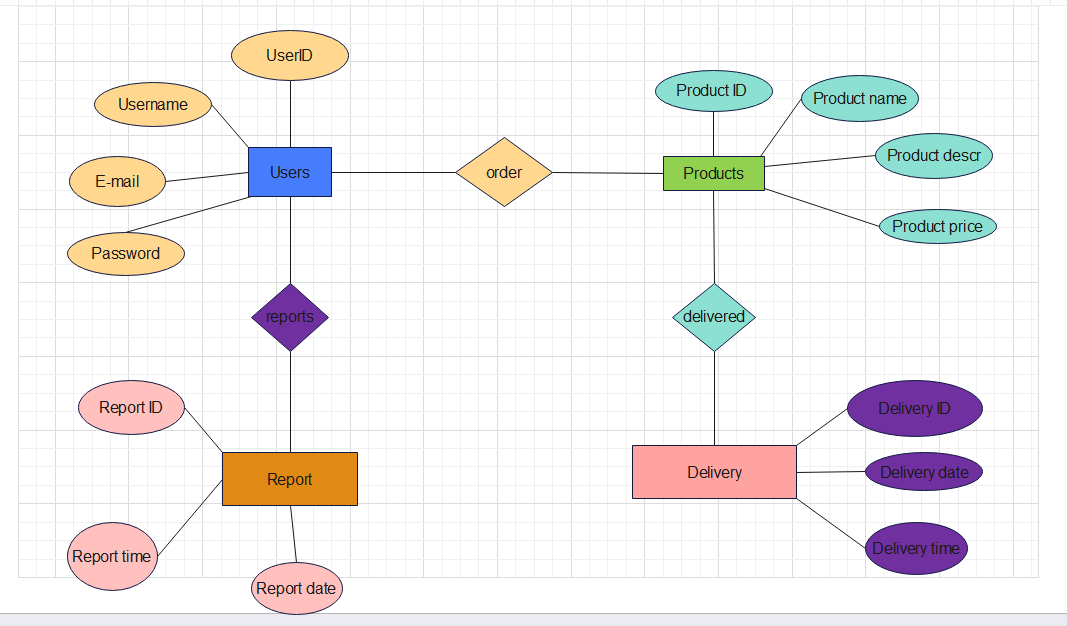 UserID
Username
E-mail
Password
Users
order
Products
Product ID
Product name
Product descr
Product price
reports
delivered
Report ID
Report
Report time
Report date
Delivery
Delivery ID
Delivery date
Delivery time